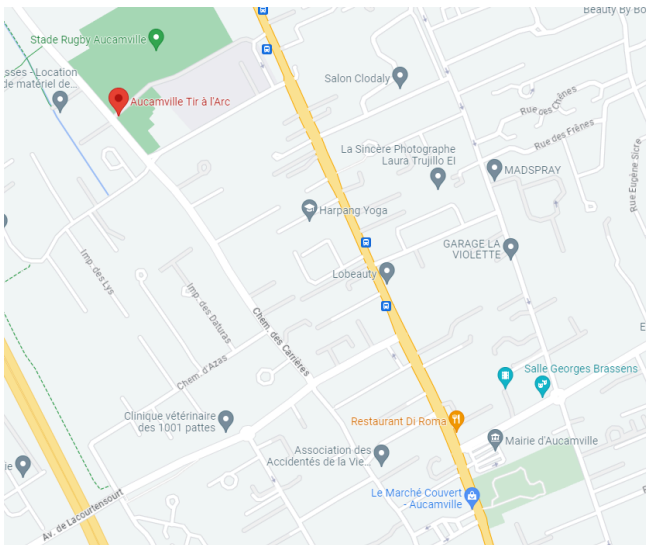 Beauty By Bo
Stade Rugby Aucamville
sses - Location
de matériel de...
Salon Clodaly
Aucamville Tir à l'Arc
Rue des Chênes
Rue des Frênes
La Sincère Photographe
Laura Trujillo EI
MADSPRAY
Rue Eugène Sicre
Harpang Yoga
GARAGE LA
VIOLETTE
Imp. des Lys
Lobeauty
Imp. des Daturas
Chem. des Carrières
E
Chem. d'Azas
Salle Georges Brassens
Clinique vétérinaire
des 1001 pattes
Restaurant Di Roma
Mairie d'Aucamville
Association des
Accidentés de la Vie...
ie
Le Marché Couvert
- Aucamville
Av. de Lacourtensourt